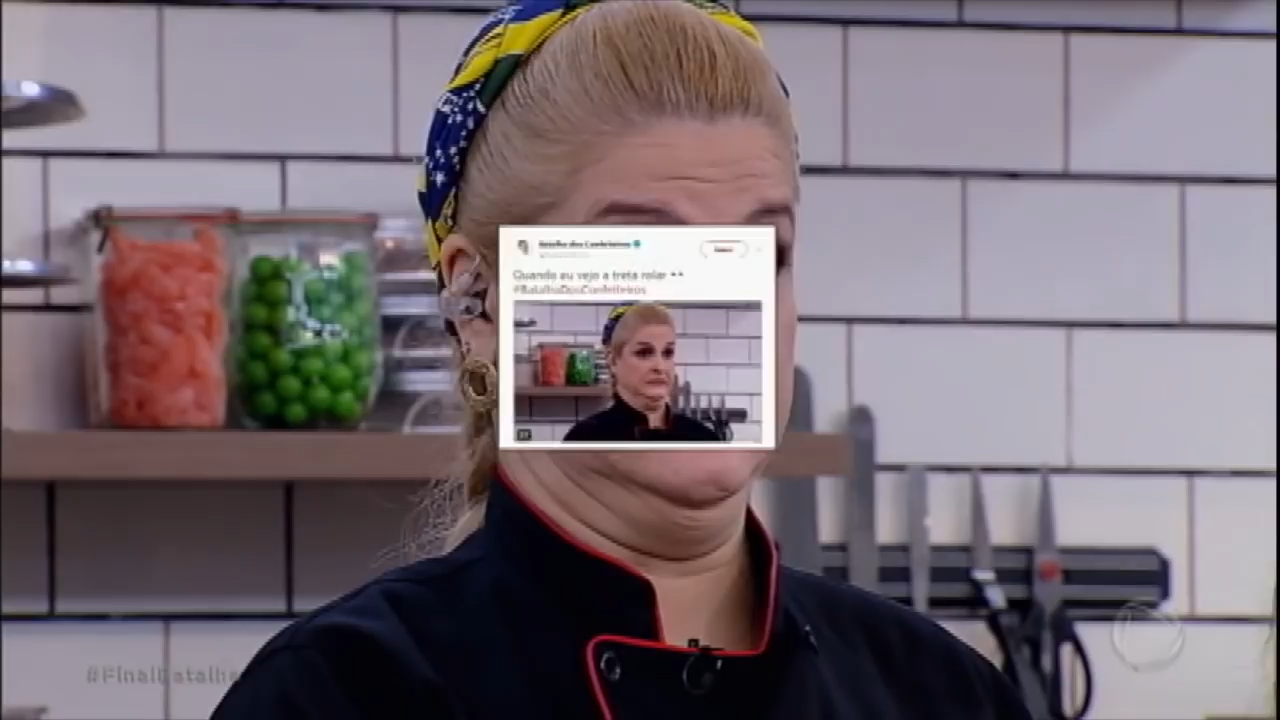 Batalha dos Confeiteiros
Quando eu vejo a treta rolar 👀
#BatalhaDosConfeiteiros
#FinalBatalha